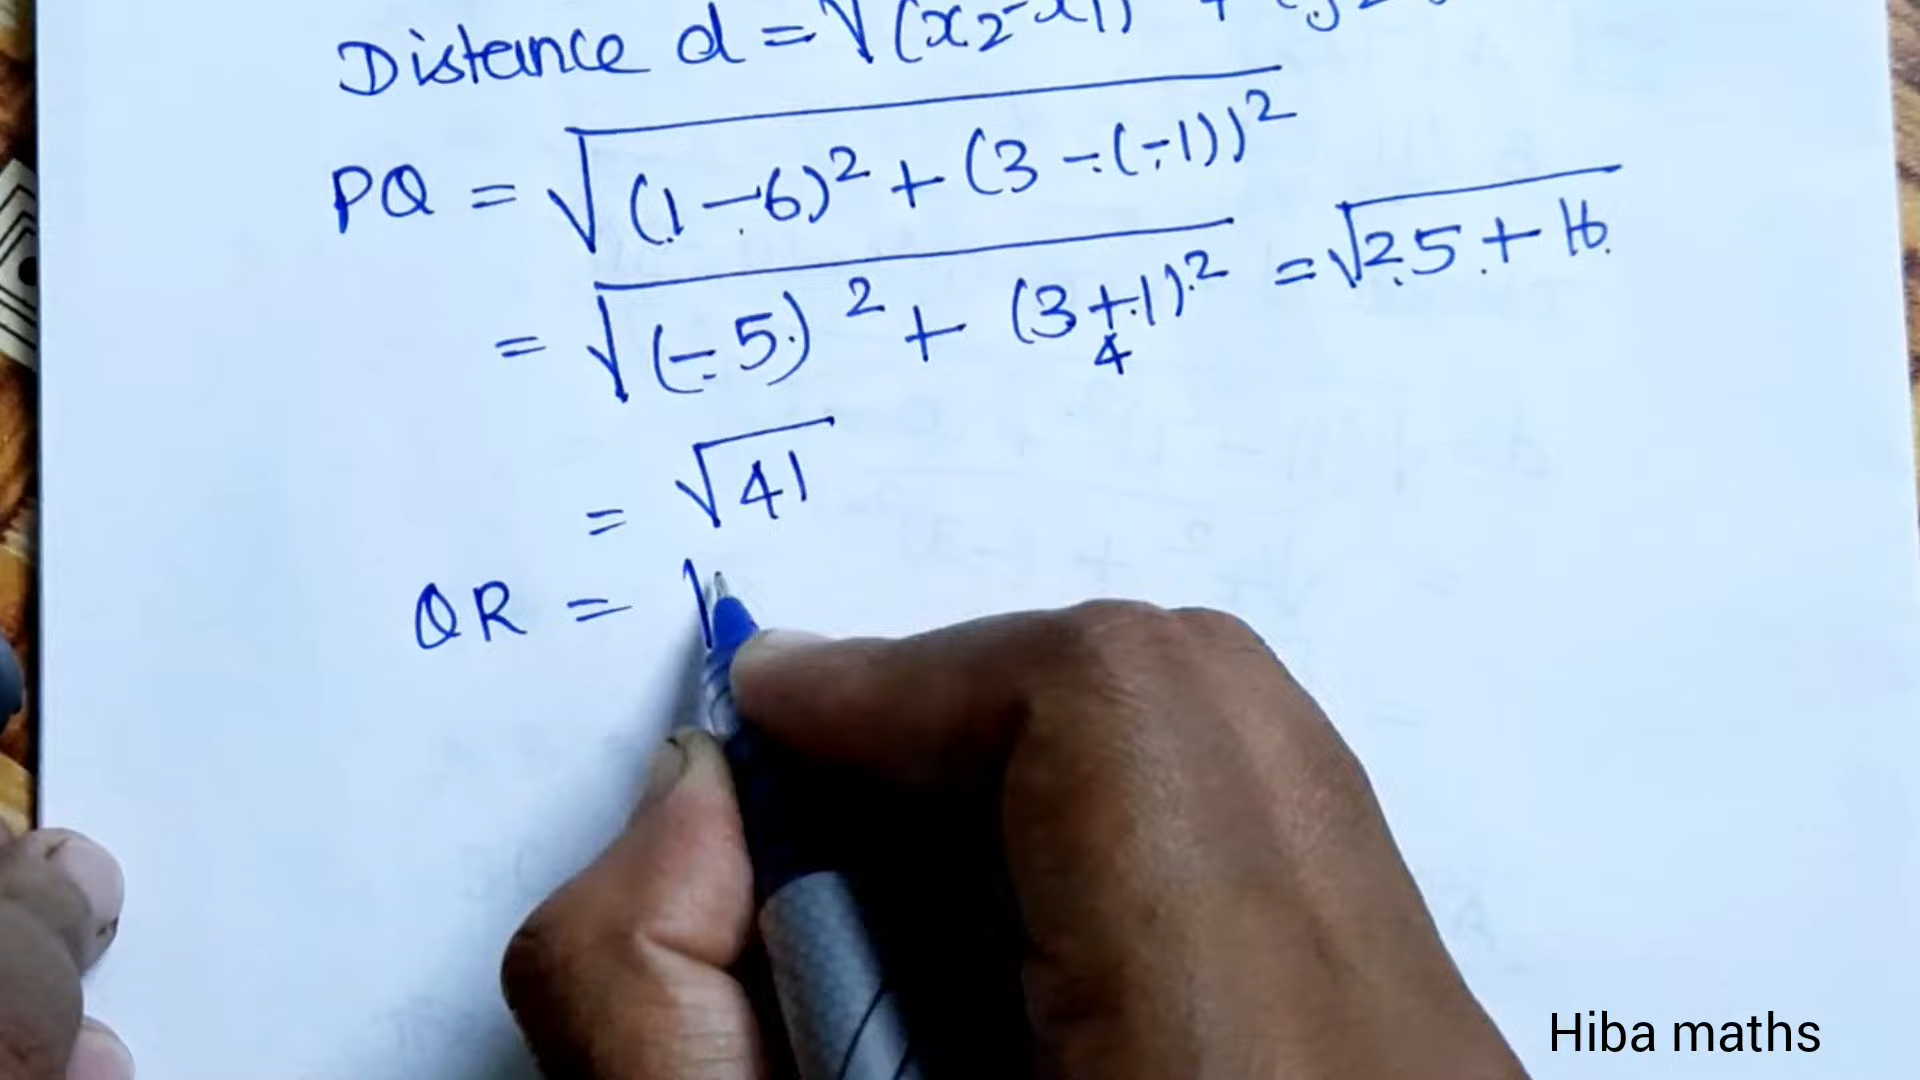 Distance d = √(x2-x1)
PQ = √(1-6)² + (3-(-1))²
= √(-5)² + (3+1)² = √25 + 16
4
= √41
QR = √
Hiba maths